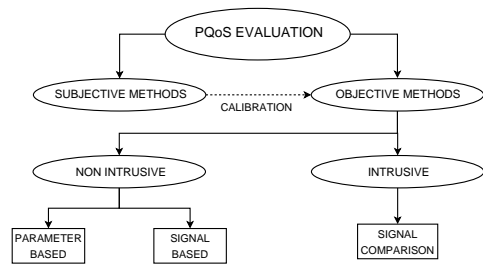 PQoS EVALUATION
SUBJECTIVE METHODS
OBJECTIVE METHODS
CALIBRATION
NON INTRUSIVE
INTRUSIVE
PARAMETER
BASED
SIGNAL
BASED
SIGNAL
COMPARISON